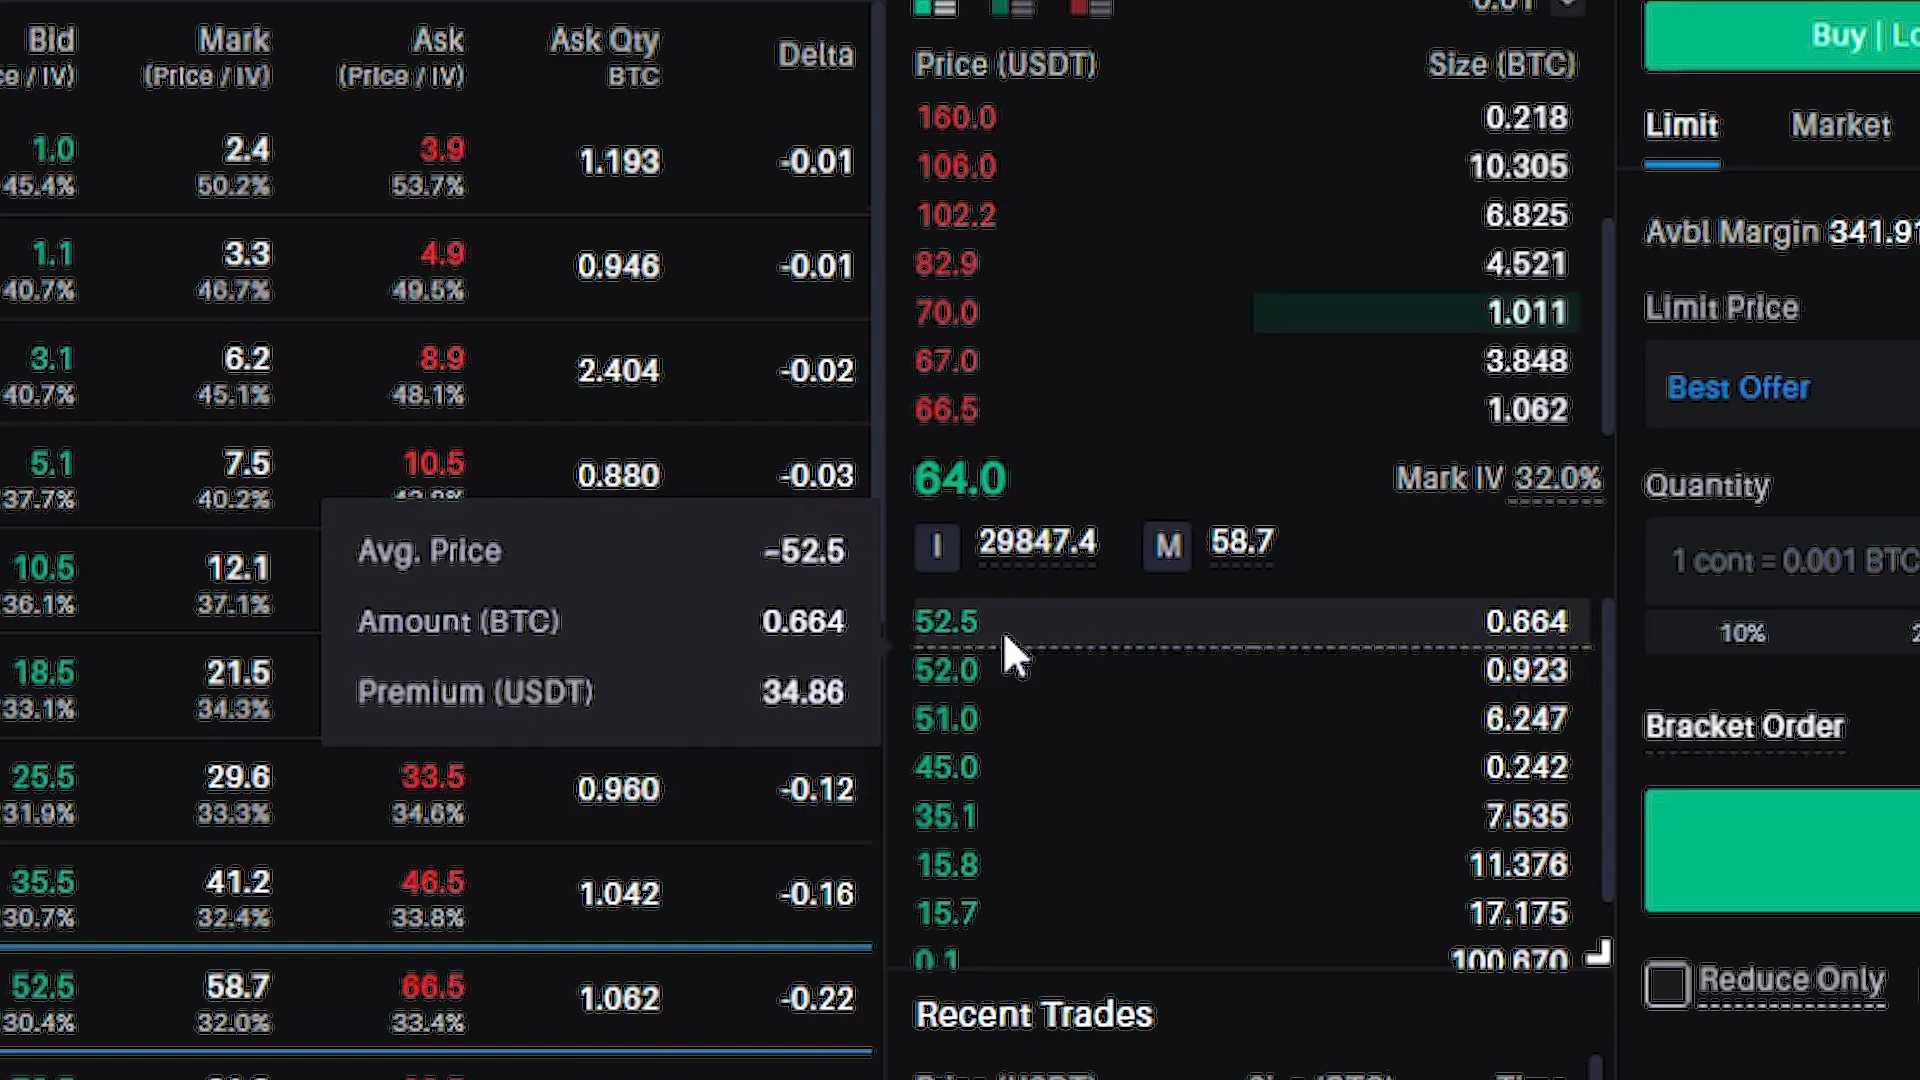 Bid Mark Ask Ask Qty Delta
ce / IV) (Price / IV) (Price / IV) BTC
1.0 2.4 3.9 1.193 -0.01
45.4% 50.2% 53.7%
1.1 3.3 4.9 0.946 -0.01
40.7% 46.7% 49.5%
3.1 6.2 8.9 2.404 -0.02
40.7% 45.1% 48.1%
5.1 7.5 10.5 0.880 -0.03
37.7% 40.2%
10.5 12.1
36.1% 37.1%
18.5 21.5
33.1% 34.3%
25.5 29.6 33.5 0.960 -0.12
31.9% 33.3% 34.6%
35.5 41.2 46.5 1.042 -0.16
30.7% 32.4% 33.8%
52.5 58.7 66.5 1.062 -0.22
30.4% 32.0% 33.4%
Avg. Price ~52.5
Amount (BTC) 0.664
Premium (USDT) 34.86
Price (USDT) Size (BTC)
160.0 0.218
106.0 10.305
102.2 6.825
82.9 4.521
70.0 1.011
67.0 3.848
66.5 1.062
64.0 Mark IV 32.0%
I 29847.4 M 58.7
52.5 0.664
52.0 0.923
51.0 6.247
45.0 0.242
35.1 7.535
15.8 11.376
15.7 17.175
0.1 100.670
Recent Trades
Buy | Lo
Limit Market
Avbl Margin 341.91
Limit Price
Best Offer
Quantity
1 cont = 0.001 BTC
10%
Bracket Order
Reduce Only